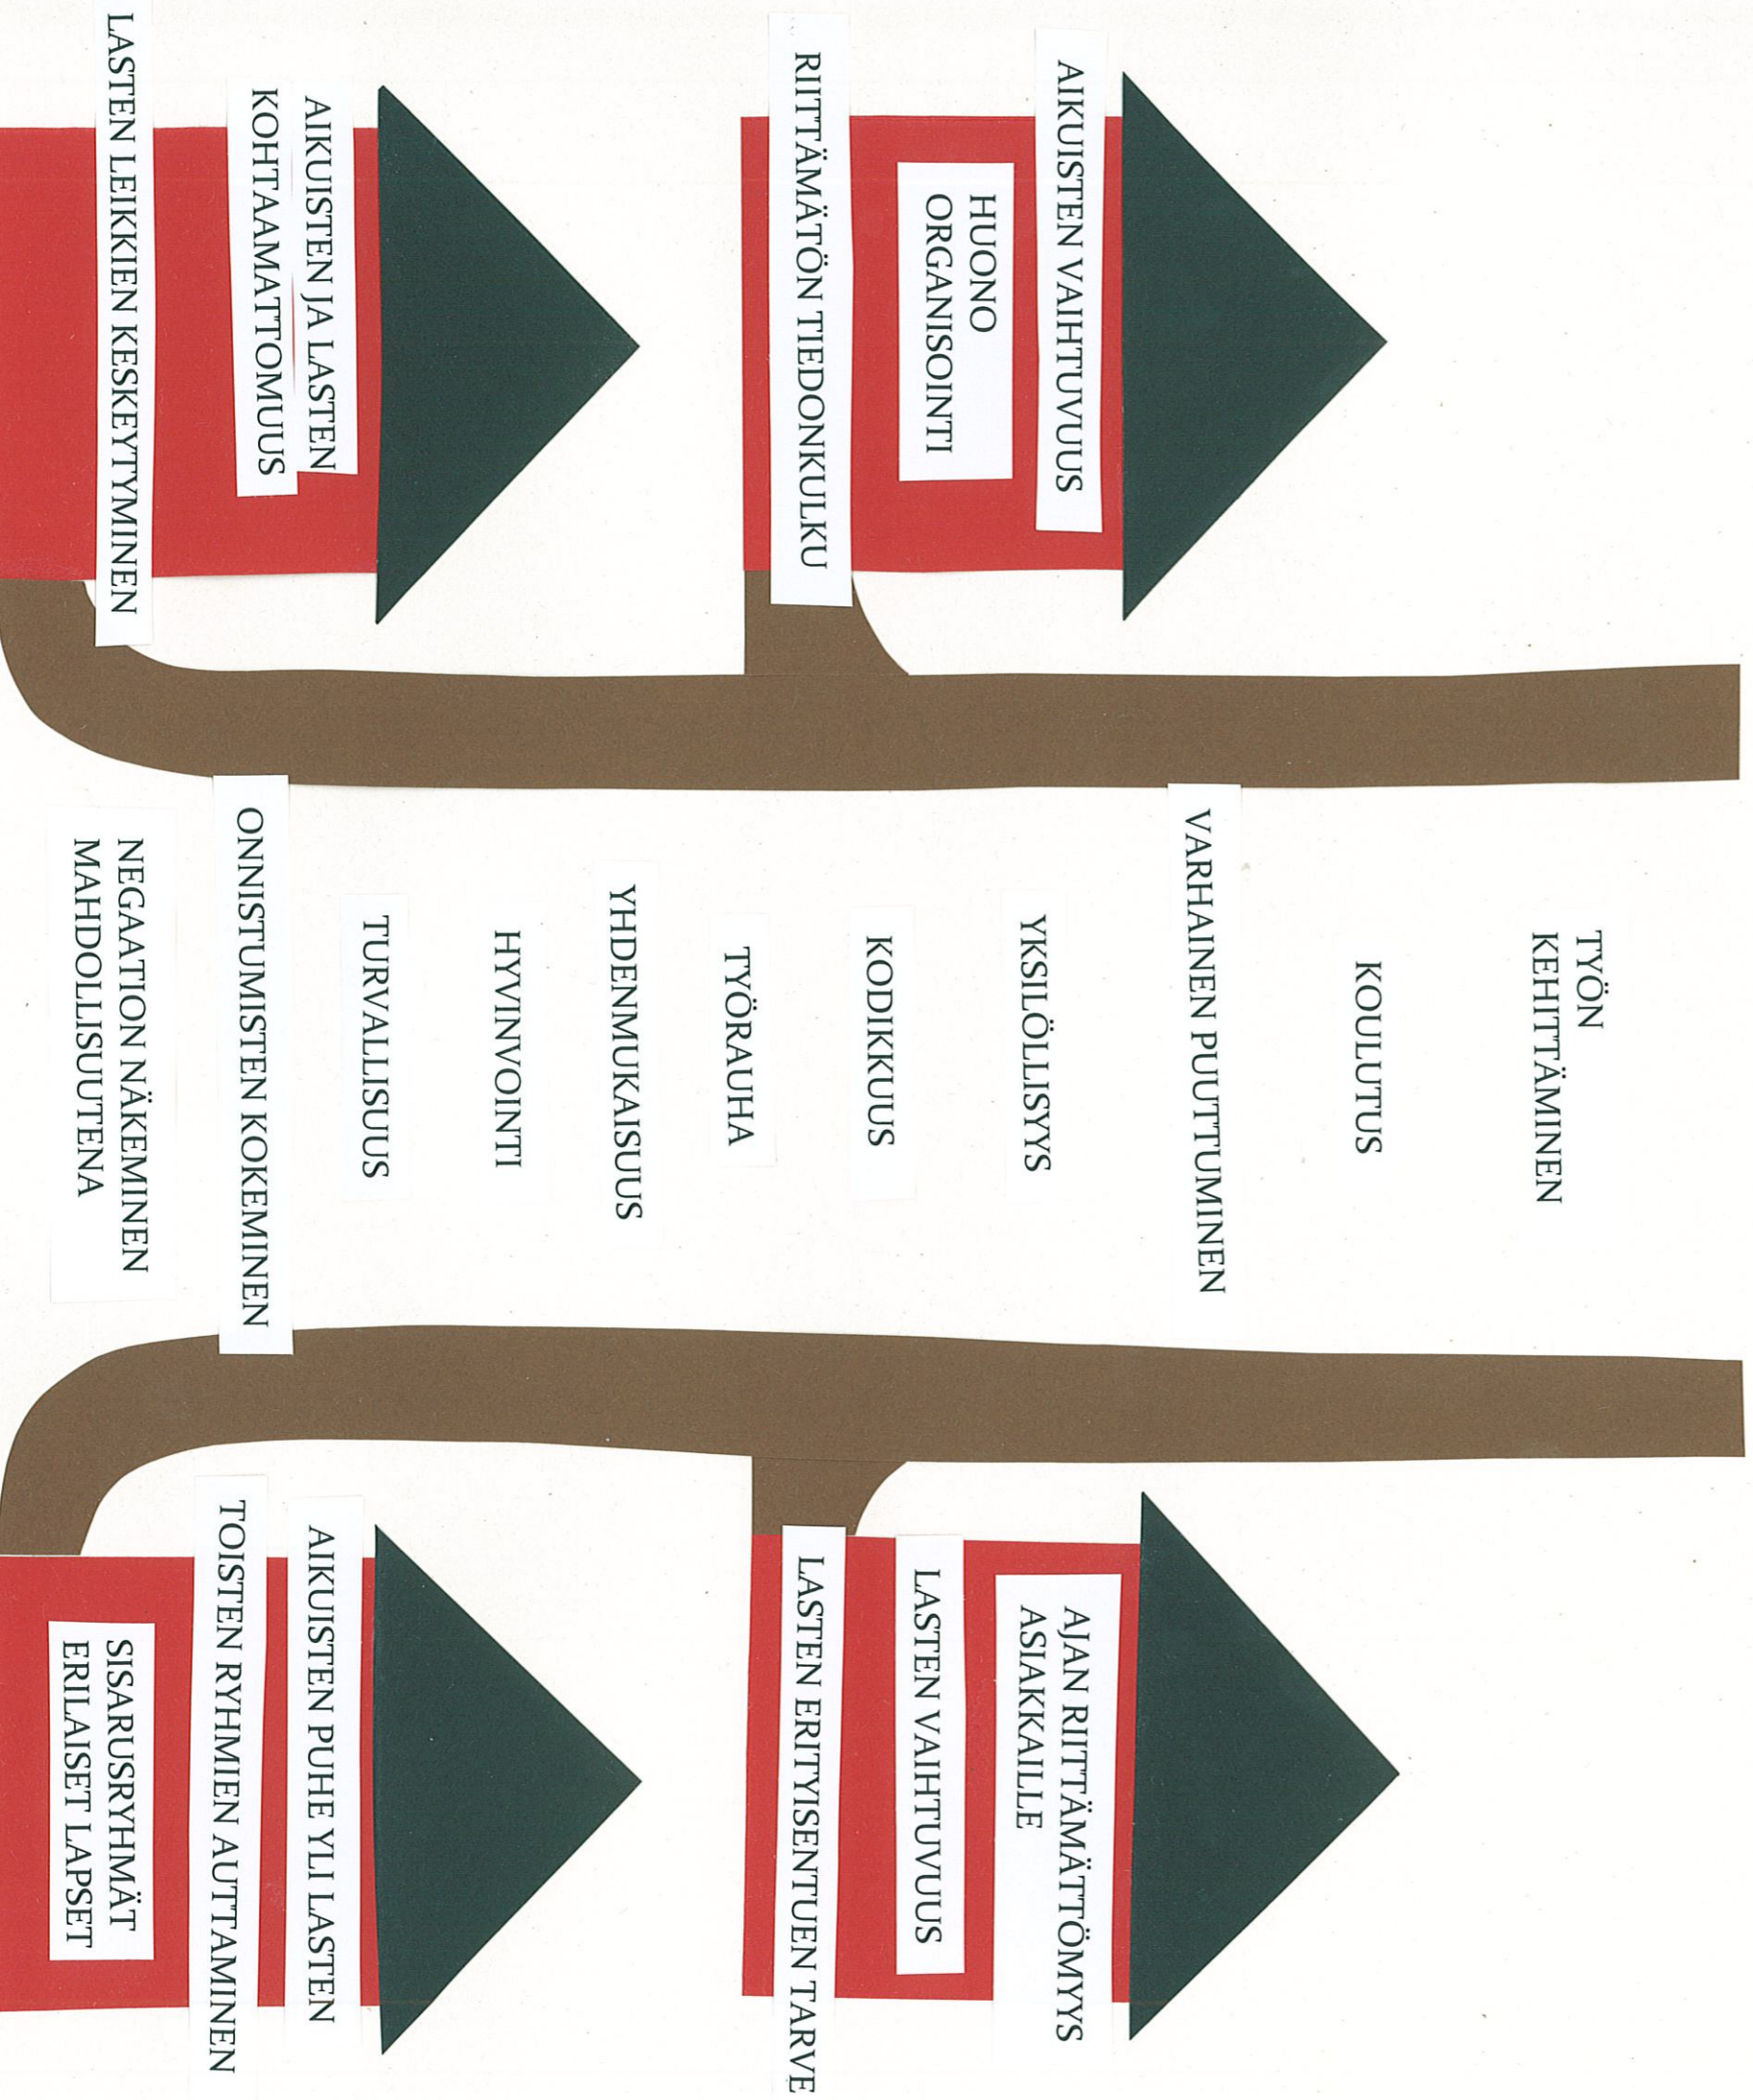 AIKUISTEN VAIHTUVUUS
HUONO
ORGANISOINTI
RIITTÄMÄTÖN TIEDONKULKU
AIKUISTEN JA LASTEN
KOHTAAMATTOMUUS
LASTEN LEIKKIEN KESKEYTYMINEN
TYÖN
KEHITTÄMINEN
KOULUTUS
VARHAINEN PUUTTUMINEN
YKSILÖLLISYYS
KODIKKUUS
TYÖRAUHA
YHDENMUKAISUUS
HYVINVOINTI
TURVALLISUUS
ONNISTUMISTEN KOKEMINEN
NEGAATION NÄKEMINEN
MAHDOLLISUUTENA
AJAN RIITTÄMÄTTÖMYYS
ASIAKKAILLE
LASTEN VAIHTUVUUS
LASTEN ERITYISENTUEN TARVE
AIKUISTEN PUHE YLI LASTEN
TOISTEN RYHMIEN AUTTAMINEN
SISARUSRYHMÄT
ERILAISET LAPSET